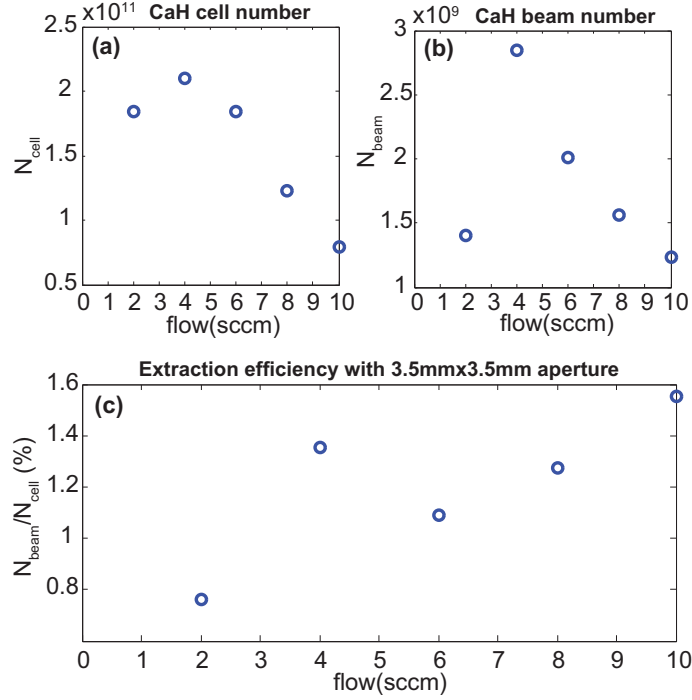 x10¹¹ CaH cell number
(a)
2.5
2
1.5
1
0.5
N_cell
0 1 2 3 4 5 6 7 8 9 10
flow(sccm)
x10⁹ CaH beam number
(b)
3
2.5
2
1.5
1
N_beam
0 1 2 3 4 5 6 7 8 9 10
flow(sccm)
Extraction efficiency with 3.5mmx3.5mm aperture
(c)
1.6
1.4
1.2
1
0.8
N_beam/N_cell (%)
0 1 2 3 4 5 6 7 8 9 10
flow(sccm)